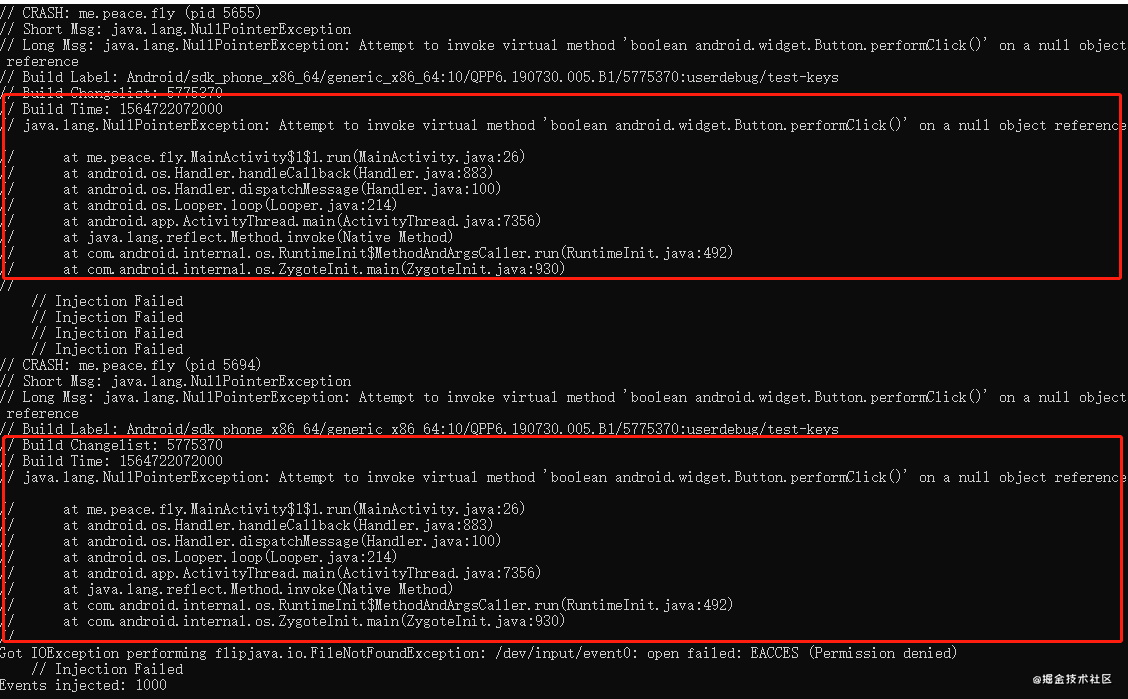 // CRASH: me.peace.fly (pid 5655)
// Short Msg: java.lang.NullPointerException
// Long Msg: java.lang.NullPointerException: Attempt to invoke virtual method 'boolean android.widget.Button.performClick()' on a null object
reference
// Build Label: Android/sdk_phone_x86_64/generic_x86_64:10/QPP6.190730.005.B1/5775370:userdebug/test-keys
// Build Changelist: 5775370
// Build Time: 1564722072000
// java.lang.NullPointerException: Attempt to invoke virtual method 'boolean android.widget.Button.performClick()' on a null object reference
//      at me.peace.fly.MainActivity$1$1.run(MainActivity.java:26)
//      at android.os.Handler.handleCallback(Handler.java:883)
//      at android.os.Handler.dispatchMessage(Handler.java:100)
//      at android.os.Looper.loop(Looper.java:214)
//      at android.app.ActivityThread.main(ActivityThread.java:7356)
//      at java.lang.reflect.Method.invoke(Native Method)
//      at com.android.internal.os.RuntimeInit$MethodAndArgsCaller.run(RuntimeInit.java:492)
//      at com.android.internal.os.ZygoteInit.main(ZygoteInit.java:930)
//
    // Injection Failed
    // Injection Failed
    // Injection Failed
    // Injection Failed
// CRASH: me.peace.fly (pid 5694)
// Short Msg: java.lang.NullPointerException
// Long Msg: java.lang.NullPointerException: Attempt to invoke virtual method 'boolean android.widget.Button.performClick()' on a null object
reference
// Build Label: Android/sdk_phone_x86_64/generic_x86_64:10/QPP6.190730.005.B1/5775370:userdebug/test-keys
// Build Changelist: 5775370
// Build Time: 1564722072000
// java.lang.NullPointerException: Attempt to invoke virtual method 'boolean android.widget.Button.performClick()' on a null object reference
//      at me.peace.fly.MainActivity$1$1.run(MainActivity.java:26)
//      at android.os.Handler.handleCallback(Handler.java:883)
//      at android.os.Handler.dispatchMessage(Handler.java:100)
//      at android.os.Looper.loop(Looper.java:214)
//      at android.app.ActivityThread.main(ActivityThread.java:7356)
//      at java.lang.reflect.Method.invoke(Native Method)
//      at com.android.internal.os.RuntimeInit$MethodAndArgsCaller.run(RuntimeInit.java:492)
//      at com.android.internal.os.ZygoteInit.main(ZygoteInit.java:930)
//
Got IOException performing flipjava.io.FileNotFoundException: /dev/input/event0: open failed: EACCES (Permission denied)
    // Injection Failed
Events injected: 1000
@掘金技术社区